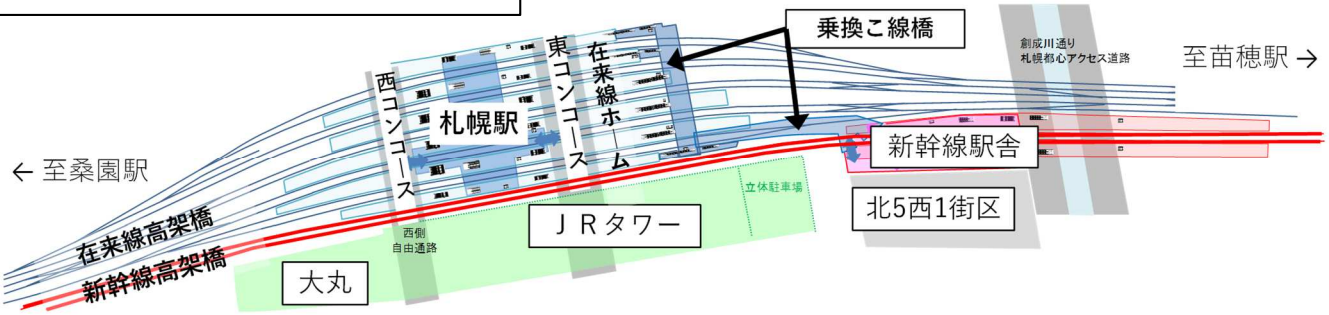 乗換こ線橋
創成川通り
札幌都心アクセス道路
至苗穂駅→
西コンコース
札幌駅
東コンコース
在来線ホーム
新幹線駅舎
←至桑園駅
立体駐車場
北5西1街区
ＪＲタワー
西側
自由通路
在来線高架橋
新幹線高架橋
大丸